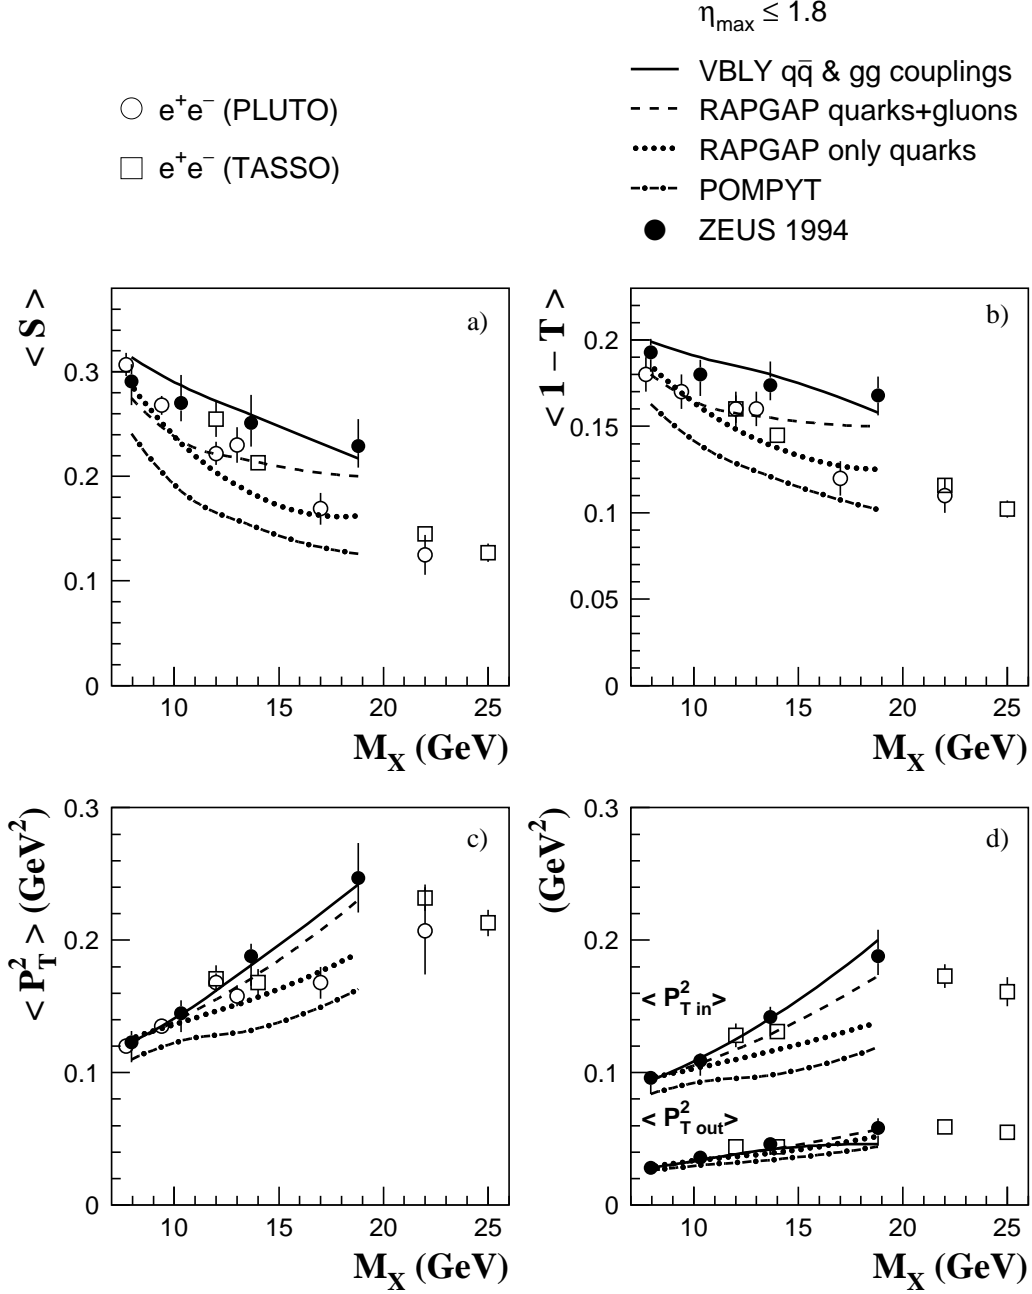 η_max ≤ 1.8
VBLY qq̅ & gg couplings
RAPGAP quarks+gluons
RAPGAP only quarks
POMPYT
ZEUS 1994
e⁺e⁻ (PLUTO)
e⁺e⁻ (TASSO)
< S >
a)
0.3
0.2
0.1
0
10
15
20
25
M_X (GeV)
< 1 – T >
b)
0.2
0.15
0.1
0.05
0
10
15
20
25
M_X (GeV)
< P_T² > (GeV²)
c)
0.3
0.2
0.1
0
10
15
20
25
M_X (GeV)
(GeV²)
d)
0.3
0.2
< P²_T in >
0.1
< P²_T out >
0
10
15
20
25
M_X (GeV)